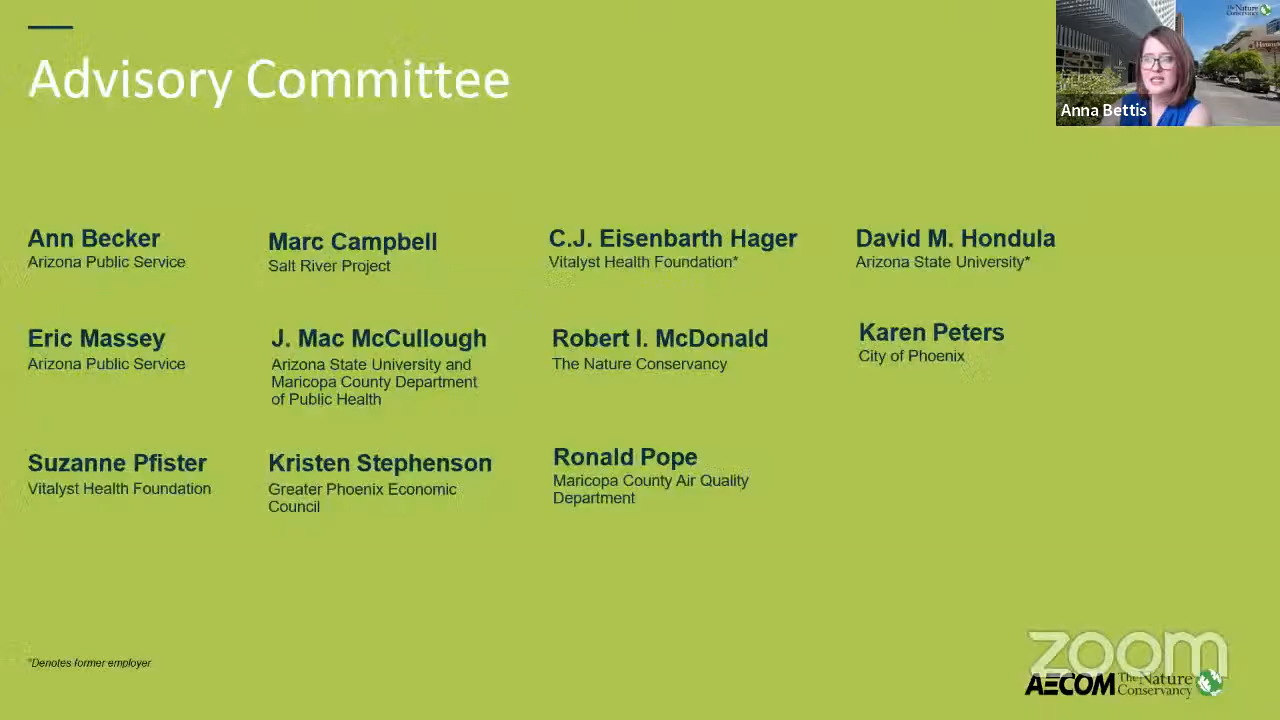 Advisory Committee
The Nature
Conservancy
Anna Bettis
Ann Becker
Arizona Public Service
Marc Campbell
Salt River Project
C.J. Eisenbarth Hager
Vitalyst Health Foundation*
David M. Hondula
Arizona State University*
Eric Massey
Arizona Public Service
J. Mac McCullough
Arizona State University and
Maricopa County Department
of Public Health
Robert I. McDonald
The Nature Conservancy
Karen Peters
City of Phoenix
Suzanne Pfister
Vitalyst Health Foundation
Kristen Stephenson
Greater Phoenix Economic
Council
Ronald Pope
Maricopa County Air Quality
Department
*Denotes former employer
zoom
AECOM
The Nature
Conservancy